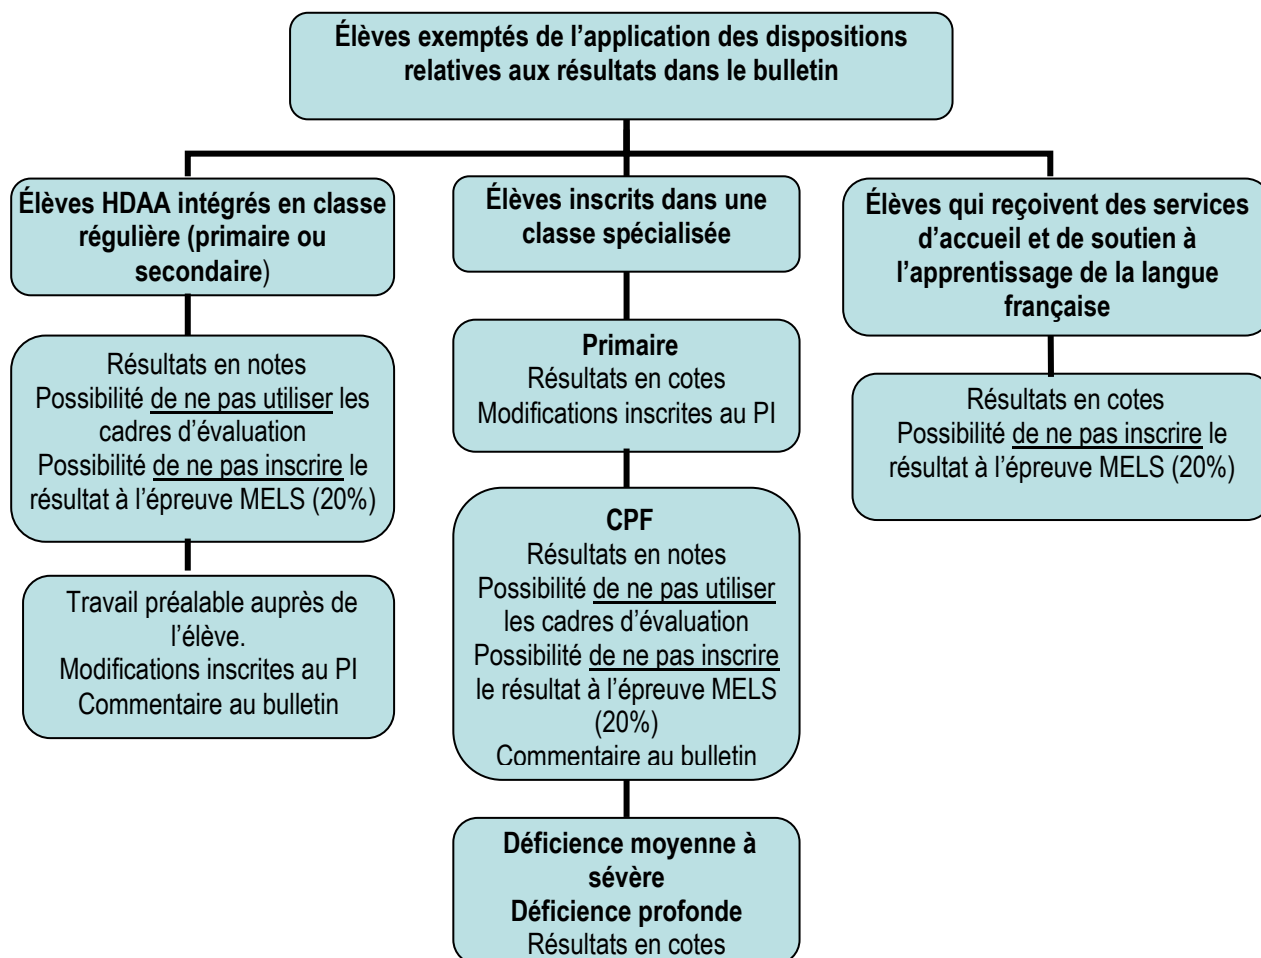 Élèves exemptés de l’application des dispositions
relatives aux résultats dans le bulletin
Élèves HDAA intégrés en classe
régulière (primaire ou
secondaire)
Résultats en notes
Possibilité de ne pas utiliser les
cadres d’évaluation
Possibilité de ne pas inscrire le
résultat à l’épreuve MELS (20%)
Travail préalable auprès de
l’élève.
Modifications inscrites au PI
Commentaire au bulletin
Élèves inscrits dans une
classe spécialisée
Primaire
Résultats en cotes
Modifications inscrites au PI
CPF
Résultats en notes
Possibilité de ne pas utiliser
les cadres d’évaluation
Possibilité de ne pas inscrire
le résultat à l’épreuve MELS
(20%)
Commentaire au bulletin
Déficience moyenne à
sévère
Déficience profonde
Résultats en cotes
Élèves qui reçoivent des services
d’accueil et de soutien à
l’apprentissage de la langue
française
Résultats en cotes
Possibilité de ne pas inscrire le
résultat à l’épreuve MELS (20%)